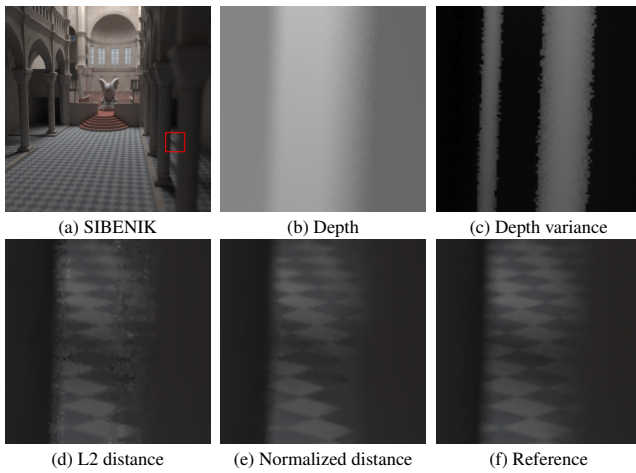 (a) SIBENIK
(b) Depth
(c) Depth variance
(d) L2 distance
(e) Normalized distance
(f) Reference